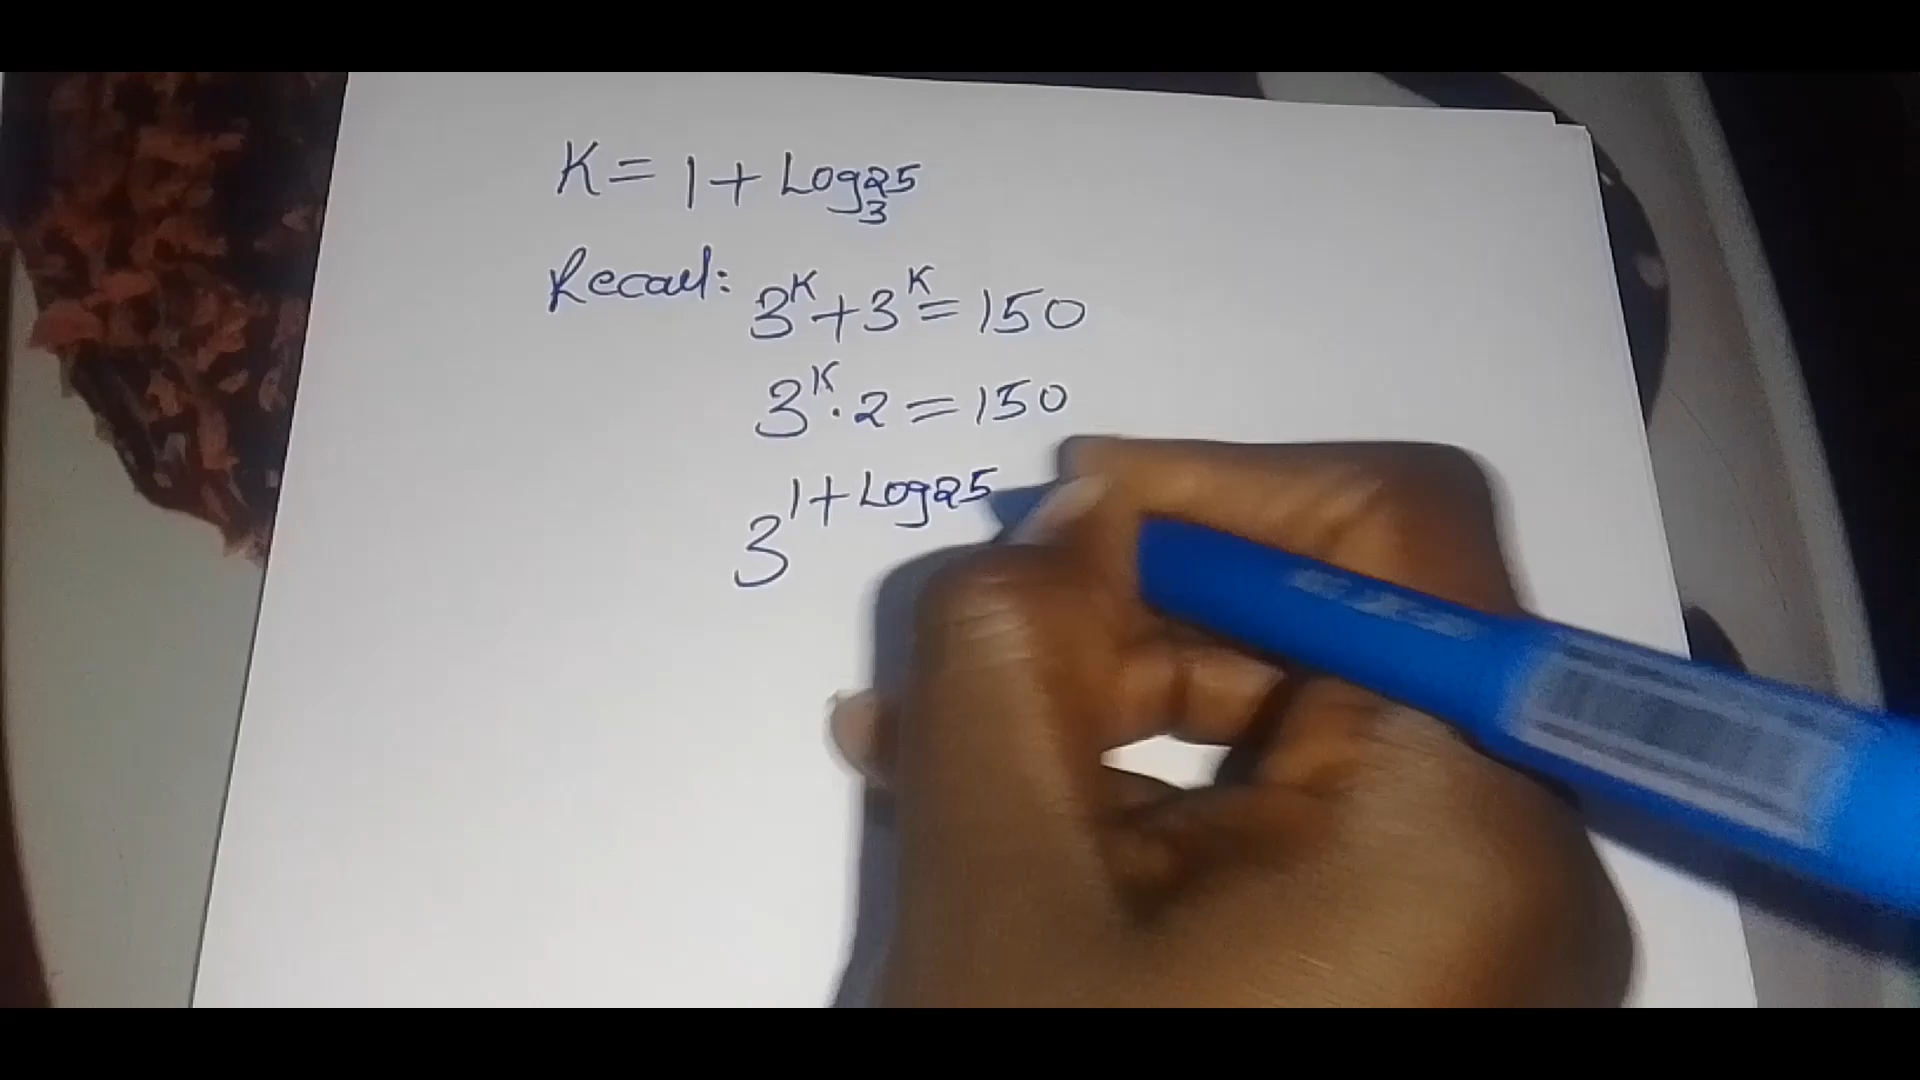 K = 1 + Log₃25
Recall: 3^K + 3^K = 150
3^K · 2 = 150
3^1 + Log25